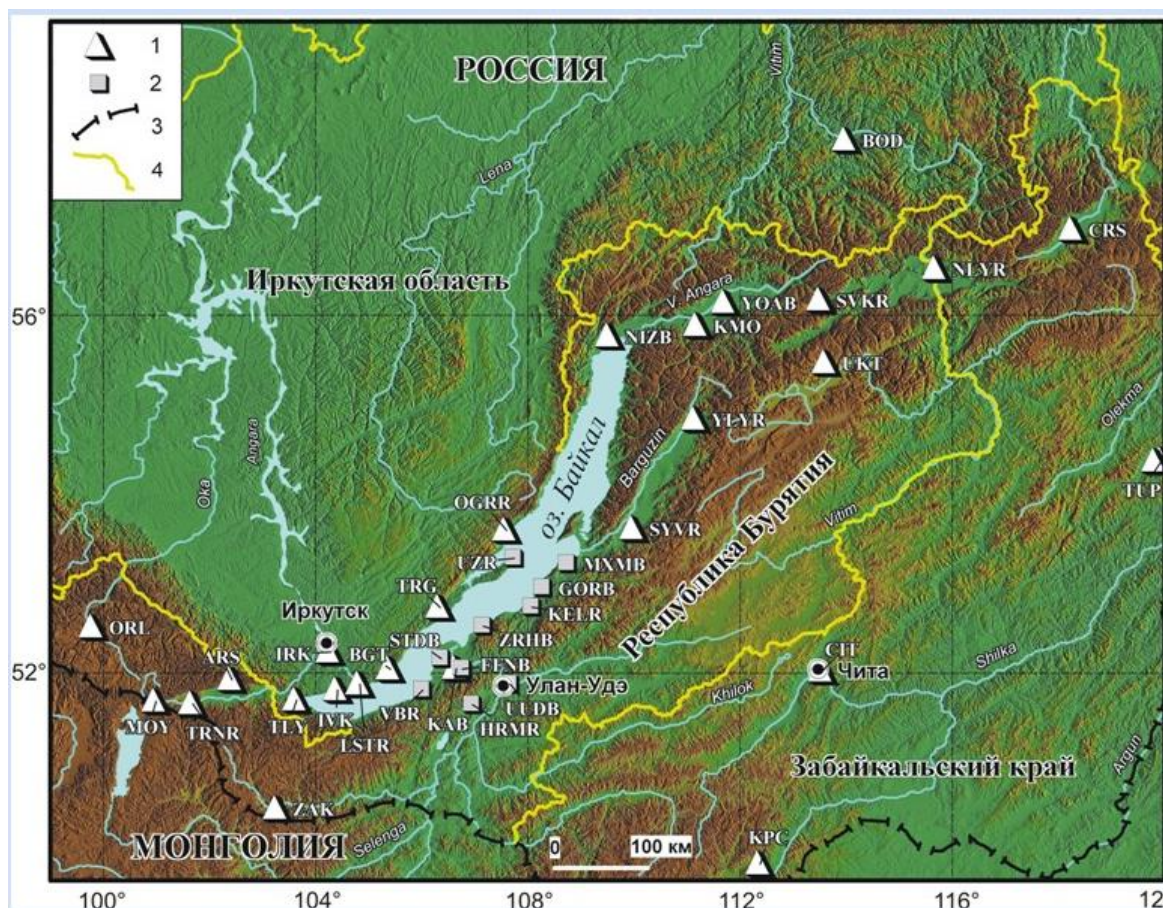 1
2
3
4
РОССИЯ
Vitim
BOD
Lena
CRS
Иркутская область
NLYR
V. Angara
YOAB
SVKR
56°
KMO
NIZB
UKT
Olekma
YLYR
Barguzin
Angara
Oka
оз. Байкал
TUP
OGRR
SYVR
Республика Бурятия
Vitim
UZR
MXMB
TRG
GORB
KELR
Иркутск
ORL
STDB
ZRHB
ARS
IRK
BGT
FFNB
CIT
Чита
Shilka
52°
Улан-Удэ
Khilok
UUDB
MOY
TRNR
TLY
IVK
VBR
KAB
HRMR
LSTR
Argun
Забайкальский край
ZAK
МОНГОЛИЯ
Selenga
0
100 км
KPC
100°
104°
108°
112°
116°
12